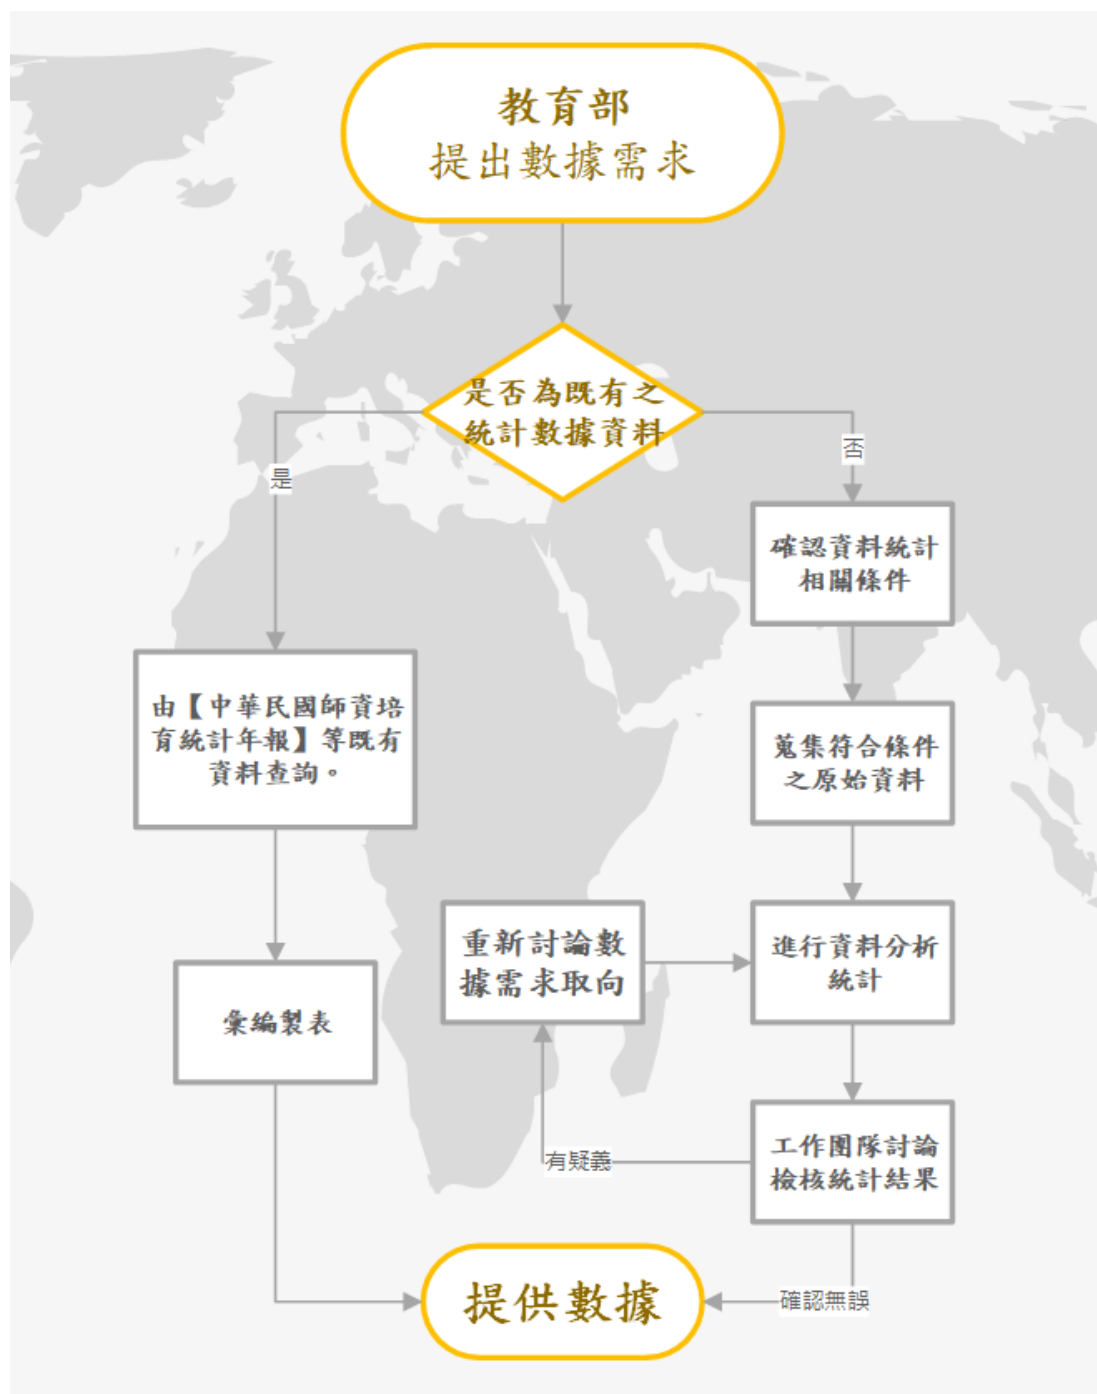 教育部
提出數據需求
是否為既有之
統計數據資料
是
否
確認資料統計
相關條件
由【中華民國師資培
育統計年報】等既有
資料查詢。
蒐集符合條件
之原始資料
重新討論數
據需求取向
進行資料分析
統計
彙編製表
工作團隊討論
檢核統計結果
有疑義
確認無誤
提供數據